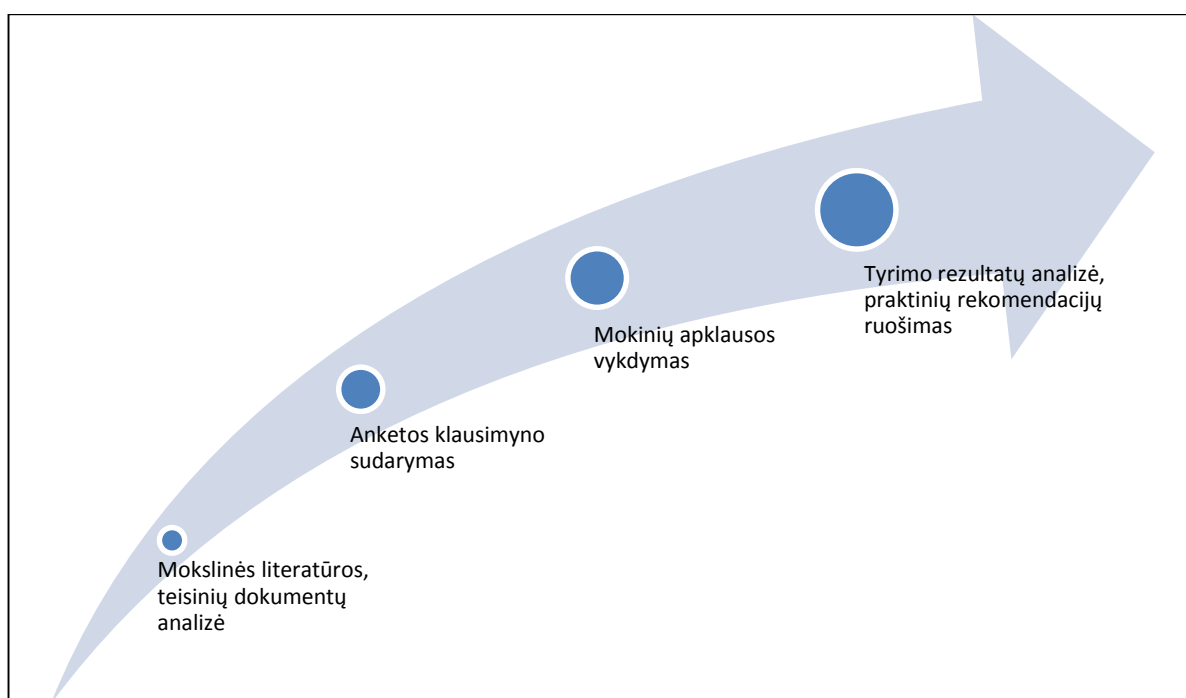 Mokslinės literatūros,
teisinių dokumentų
analizė
Anketos klausimyno
sudarymas
Mokinių apklausos
vykdymas
Tyrimo rezultatų analizė,
praktinių rekomendacijų
ruošimas